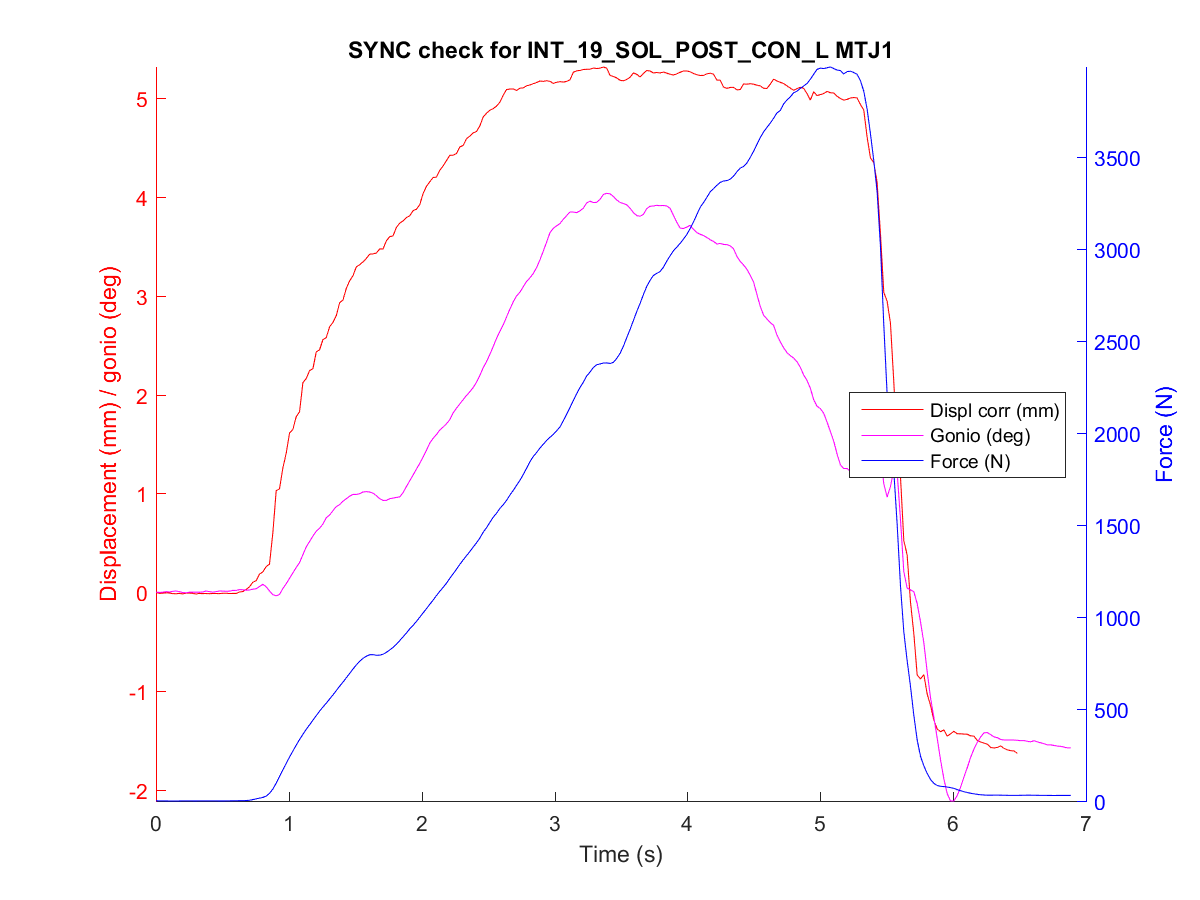 SYNC check for INT_19_SOL_POST_CON_L MTJ1
Displacement (mm) / gonio (deg)
5
4
3
2
1
0
-1
-2
Force (N)
3500
3000
2500
2000
1500
1000
500
0
Displ corr (mm)
Gonio (deg)
Force (N)
0 1 2 3 4 5 6 7
Time (s)